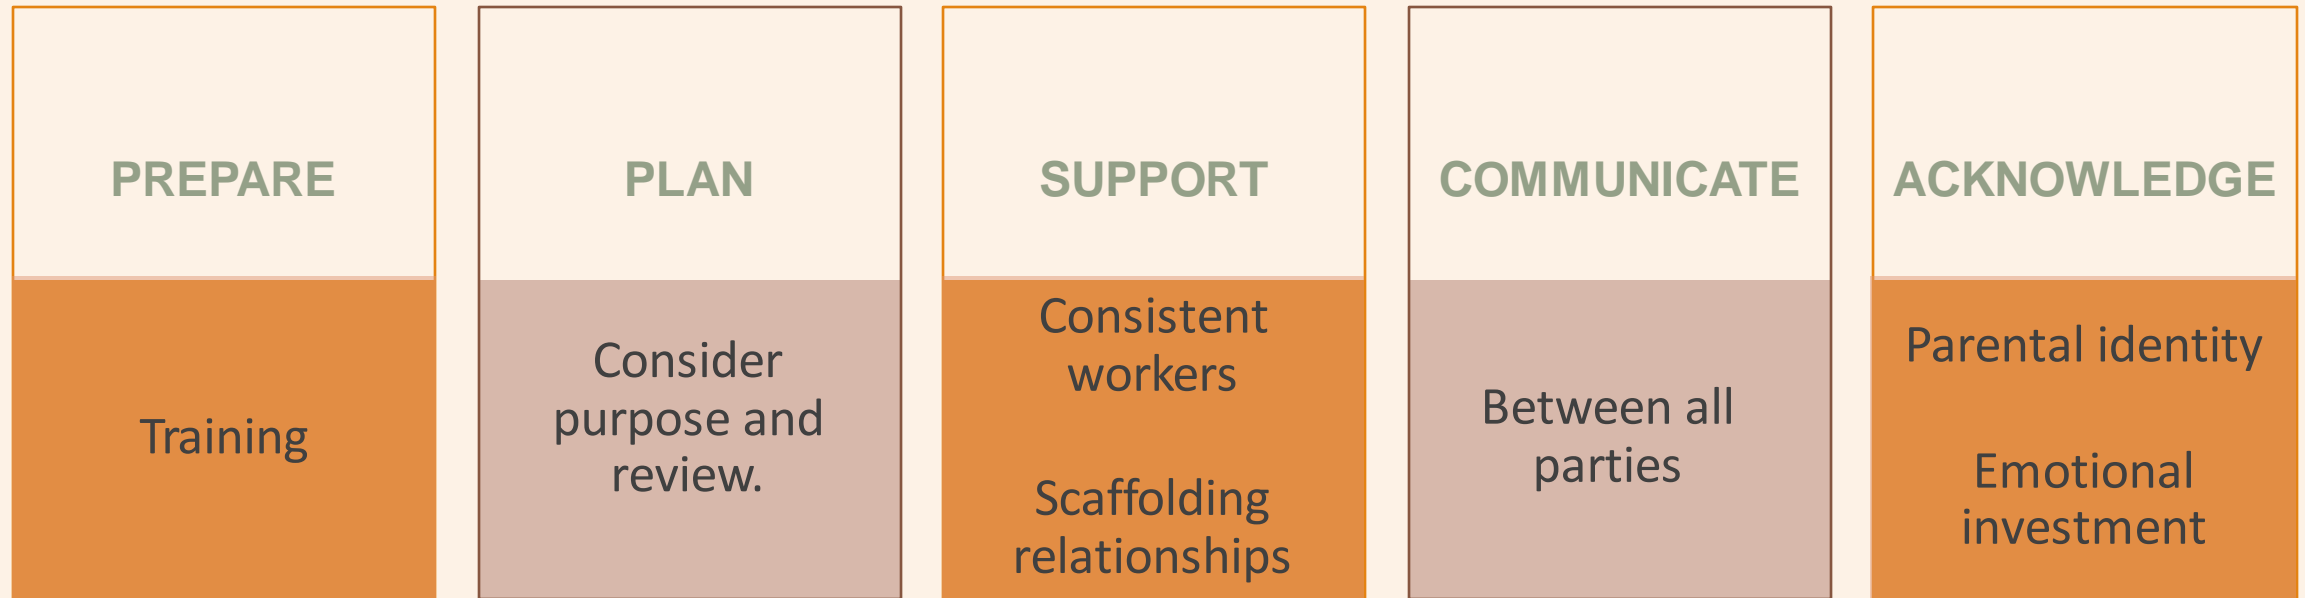 PREPARE
Training
PLAN
Consider
purpose and
review.
SUPPORT
Consistent
workers
Scaffolding
relationships
COMMUNICATE
Between all
parties
ACKNOWLEDGE
Parental identity
Emotional
investment